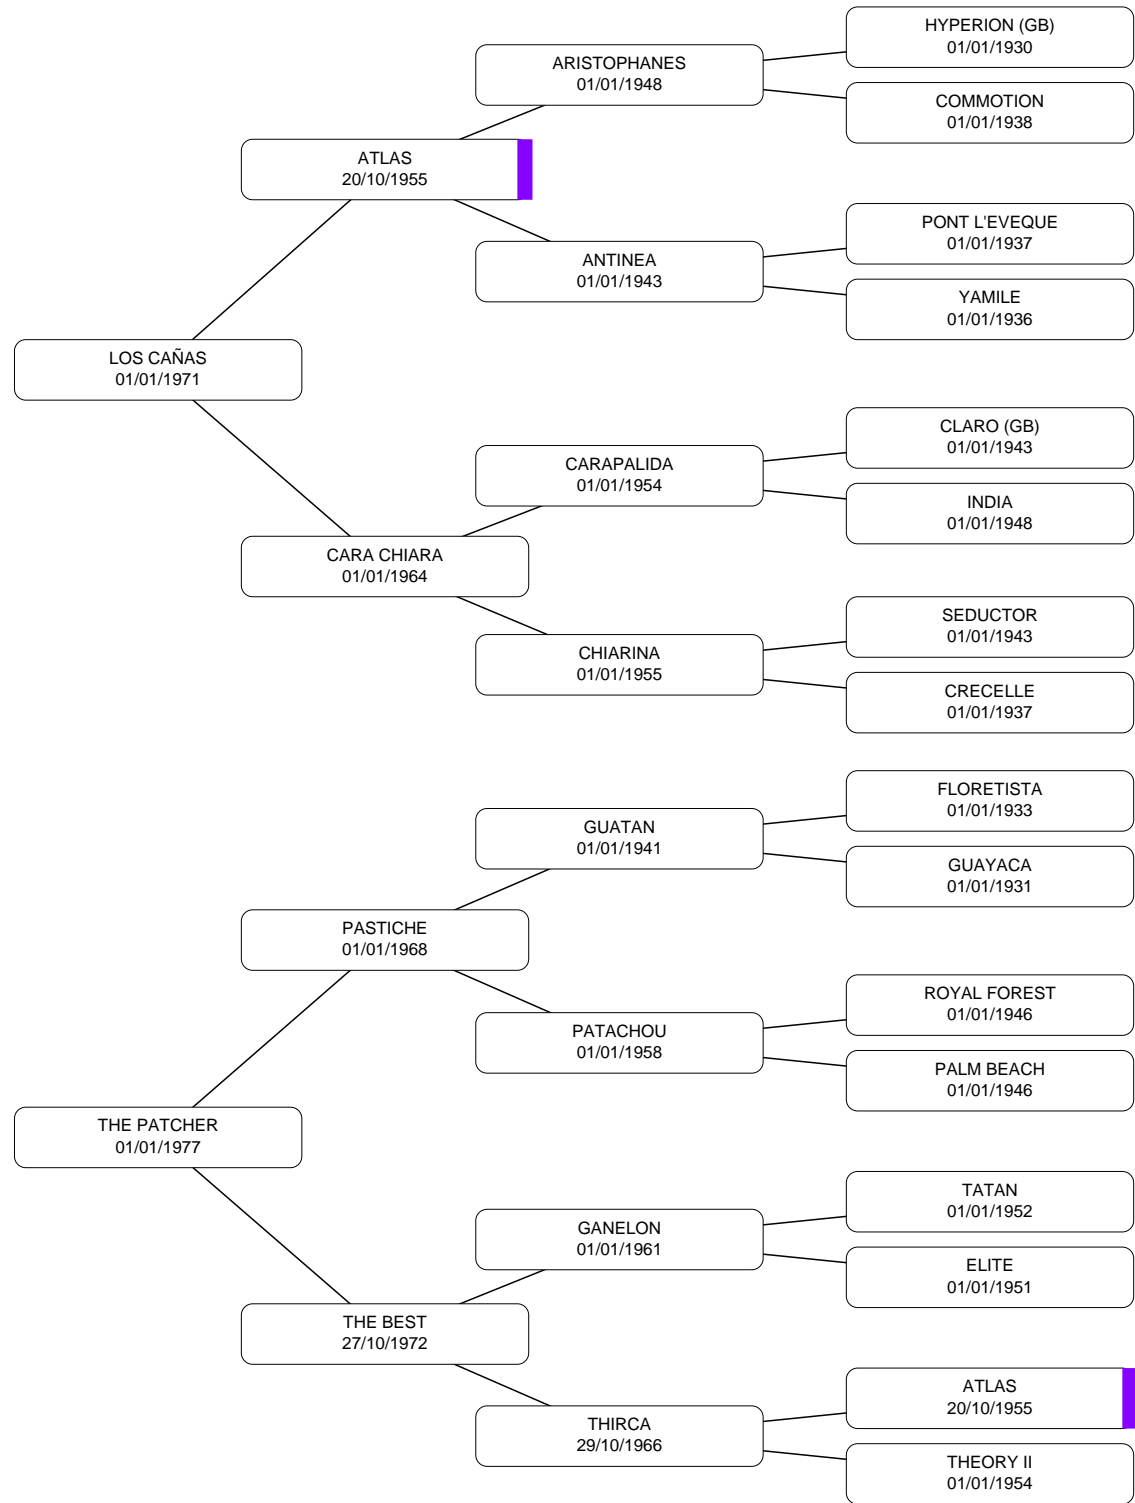 HYPERION (GB)
01/01/1930
ARISTOPHANES
01/01/1948
COMMOTION
01/01/1938
ATLAS
20/10/1955
PONT L'EVEQUE
01/01/1937
ANTINEA
01/01/1943
YAMILE
01/01/1936
LOS CAÑAS
01/01/1971
CLARO (GB)
01/01/1943
CARAPALIDA
01/01/1954
INDIA
01/01/1948
CARA CHIARA
01/01/1964
SEDUCTOR
01/01/1943
CHIARINA
01/01/1955
CRECELLE
01/01/1937
FLORETISTA
01/01/1933
GUATAN
01/01/1941
GUAYACA
01/01/1931
PASTICHE
01/01/1968
ROYAL FOREST
01/01/1946
PATACHOU
01/01/1958
PALM BEACH
01/01/1946
THE PATCHER
01/01/1977
TATAN
01/01/1952
GANELON
01/01/1961
ELITE
01/01/1951
THE BEST
27/10/1972
ATLAS
20/10/1955
THIRCA
29/10/1966
THEORY II
01/01/1954